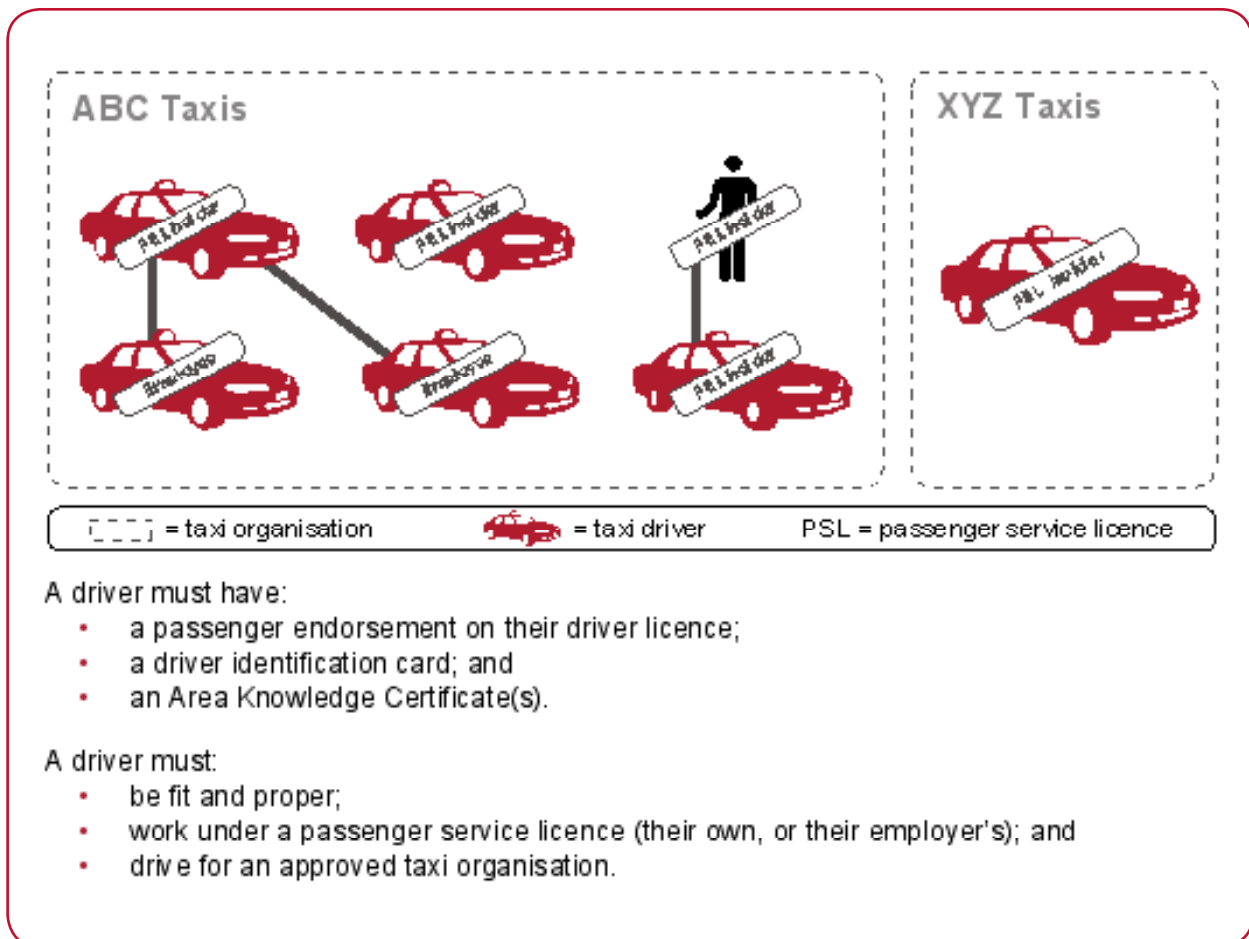 ABC Taxis
XYZ Taxis
PSL holder
PSL holder
PSL holder
PSL holder
Employee
Employee
PSL holder
= taxi organisation = taxi driver PSL = passenger service licence
A driver must have:
• a passenger endorsement on their driver licence;
• a driver identification card; and
• an Area Knowledge Certificate(s).
A driver must:
• be fit and proper;
• work under a passenger service licence (their own, or their employer's); and
• drive for an approved taxi organisation.